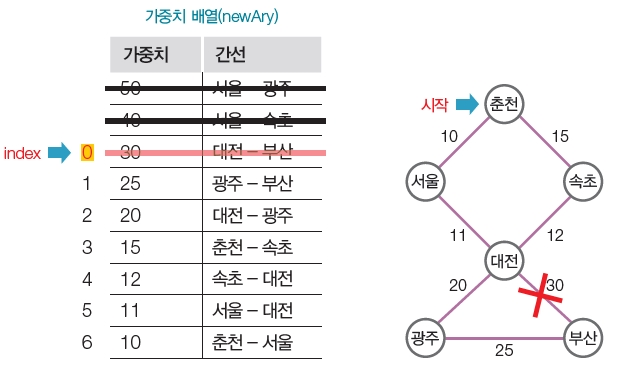 가중치 배열(newAry)
가중치 간선
50 서울 – 광주
40 서울 – 속초
index 0 30 대전 – 부산
1 25 광주 – 부산
2 20 대전 – 광주
3 15 춘천 – 속초
4 12 속초 – 대전
5 11 서울 – 대전
6 10 춘천 – 서울
시작 춘천
10 15
서울 속초
11 12
대전
20 30
광주 부산
25